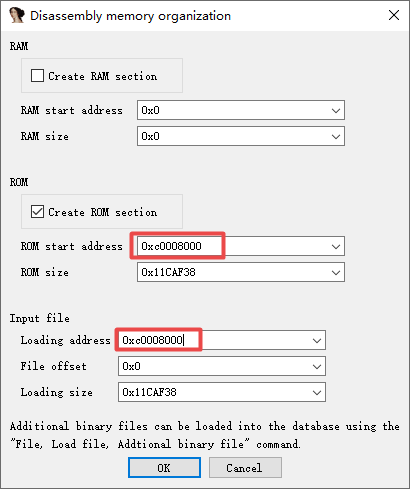 Disassembly memory organization
RAM
Create RAM section
RAM start address 0x0
RAM size 0x0
ROM
Create ROM section
ROM start address 0xc0008000
ROM size 0x11CAF38
Input file
Loading address 0xc0008000
File offset 0x0
Loading size 0x11CAF38
Additional binary files can be loaded into the database using the
"File, Load file, Addtional binary file" command.
OK Cancel